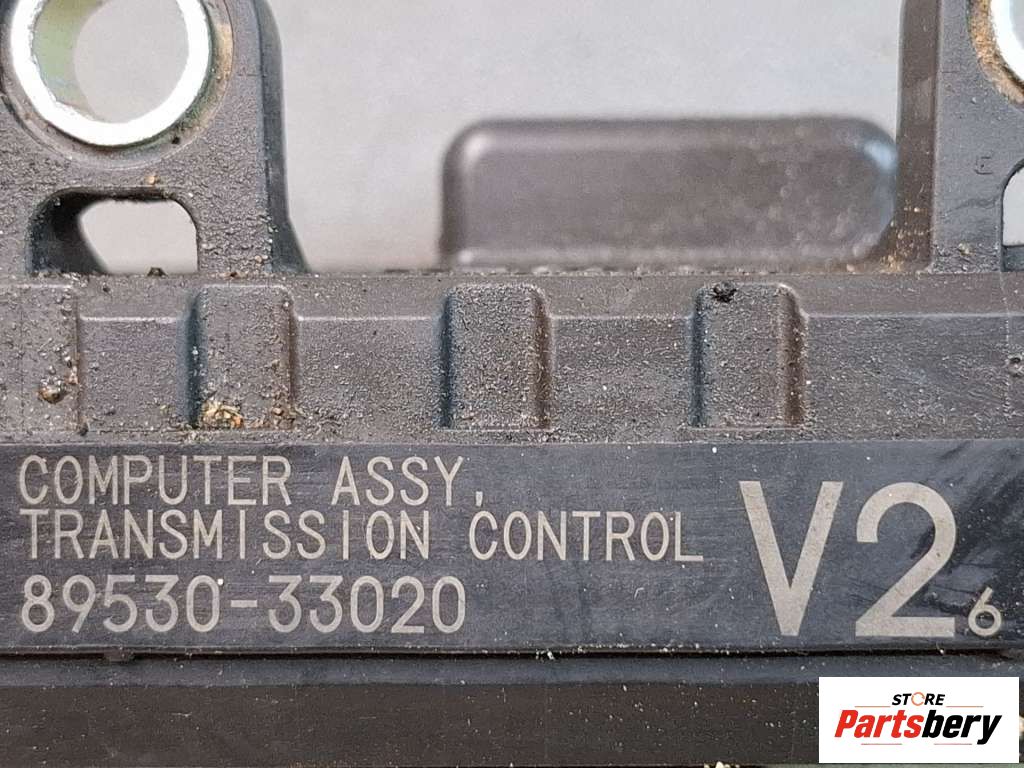 COMPUTER ASSY,
TRANSMISSION CONTROL
89530-33020
V2
6
STORE
Partsbery